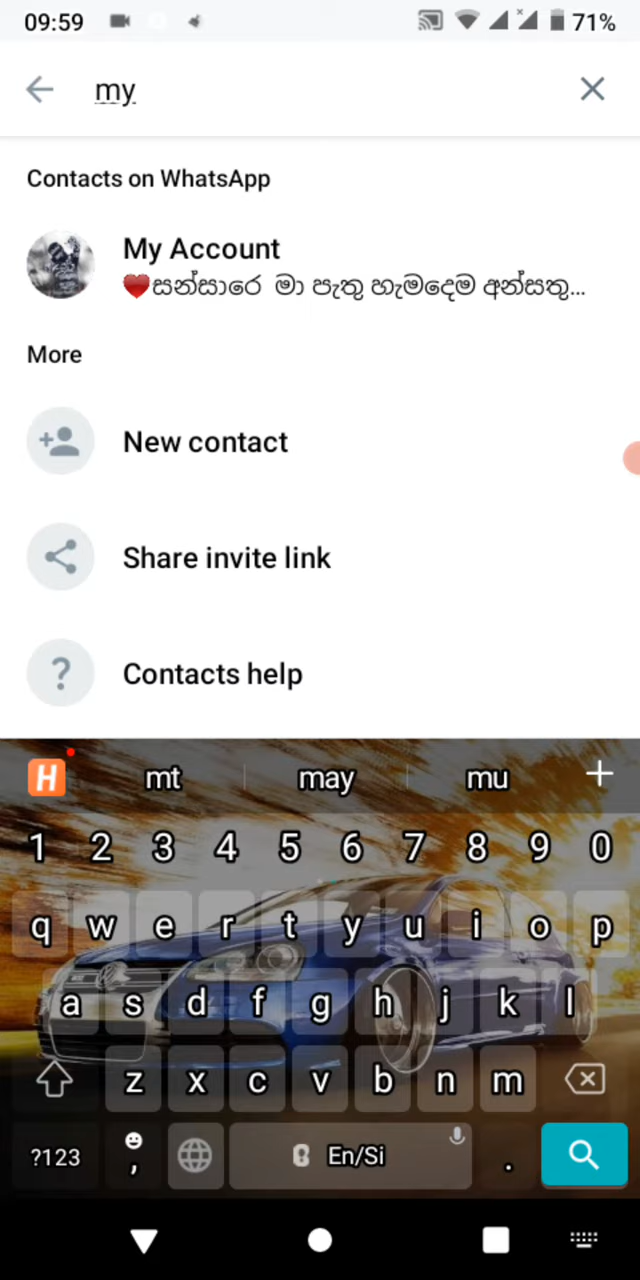 09:59 71%
my
Contacts on WhatsApp
My Account
❤️සන්සාරෙ මා පැතු හැමදෙම අන්සතු...
More
New contact
Share invite link
Contacts help
H mt may mu +
1 2 3 4 5 6 7 8 9 0
q w e r t y u i o p
a s d f g h j k l
z x c v b n m
?123 , En/Si .